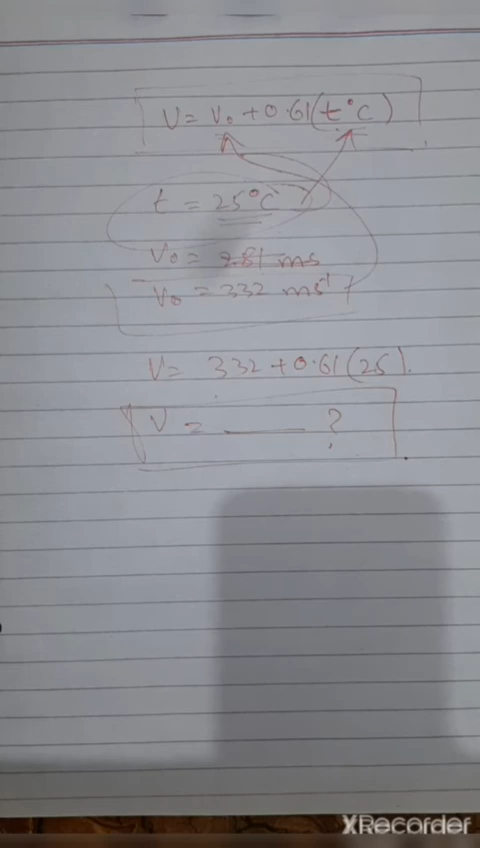 V = V₀ + 0.61(t°C)
t = 25°C
V₀ = 9.81 ms
V₀ = 332 ms⁻¹
V = 332 + 0.61(25).
V = ____ ?
XRecorder